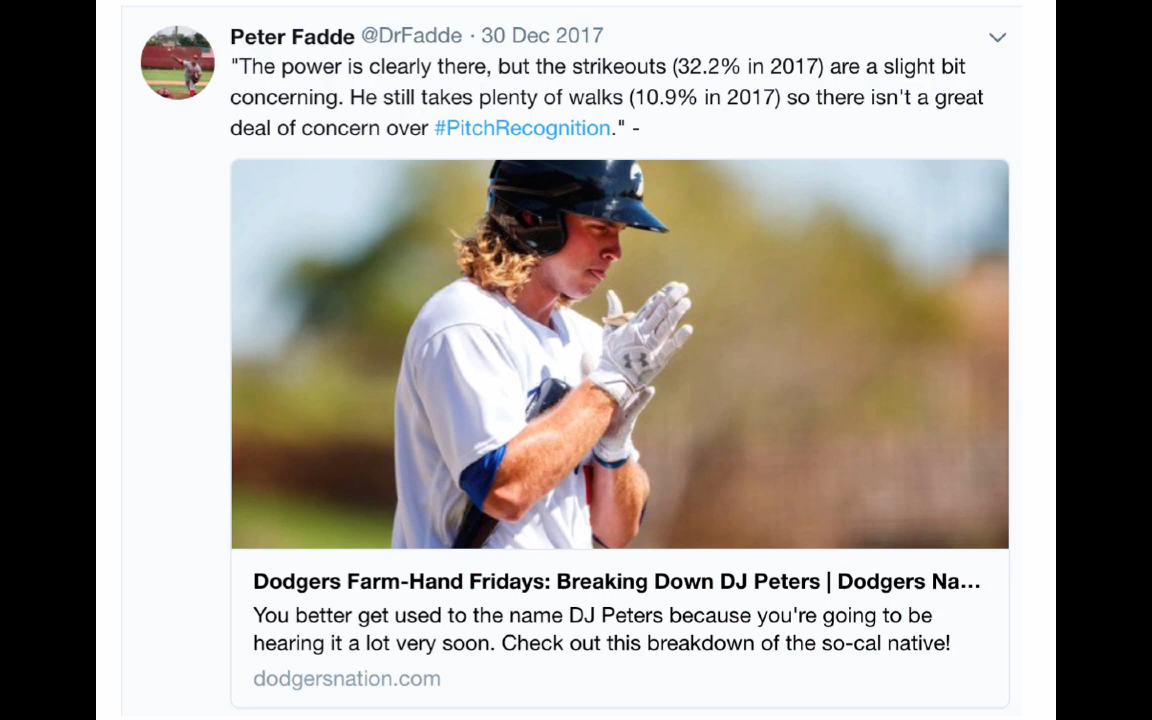 Peter Fadde @DrFadde · 30 Dec 2017
"The power is clearly there, but the strikeouts (32.2% in 2017) are a slight bit
concerning. He still takes plenty of walks (10.9% in 2017) so there isn't a great
deal of concern over #PitchRecognition." -
Dodgers Farm-Hand Fridays: Breaking Down DJ Peters | Dodgers Na...
You better get used to the name DJ Peters because you're going to be
hearing it a lot very soon. Check out this breakdown of the so-cal native!
dodgersnation.com